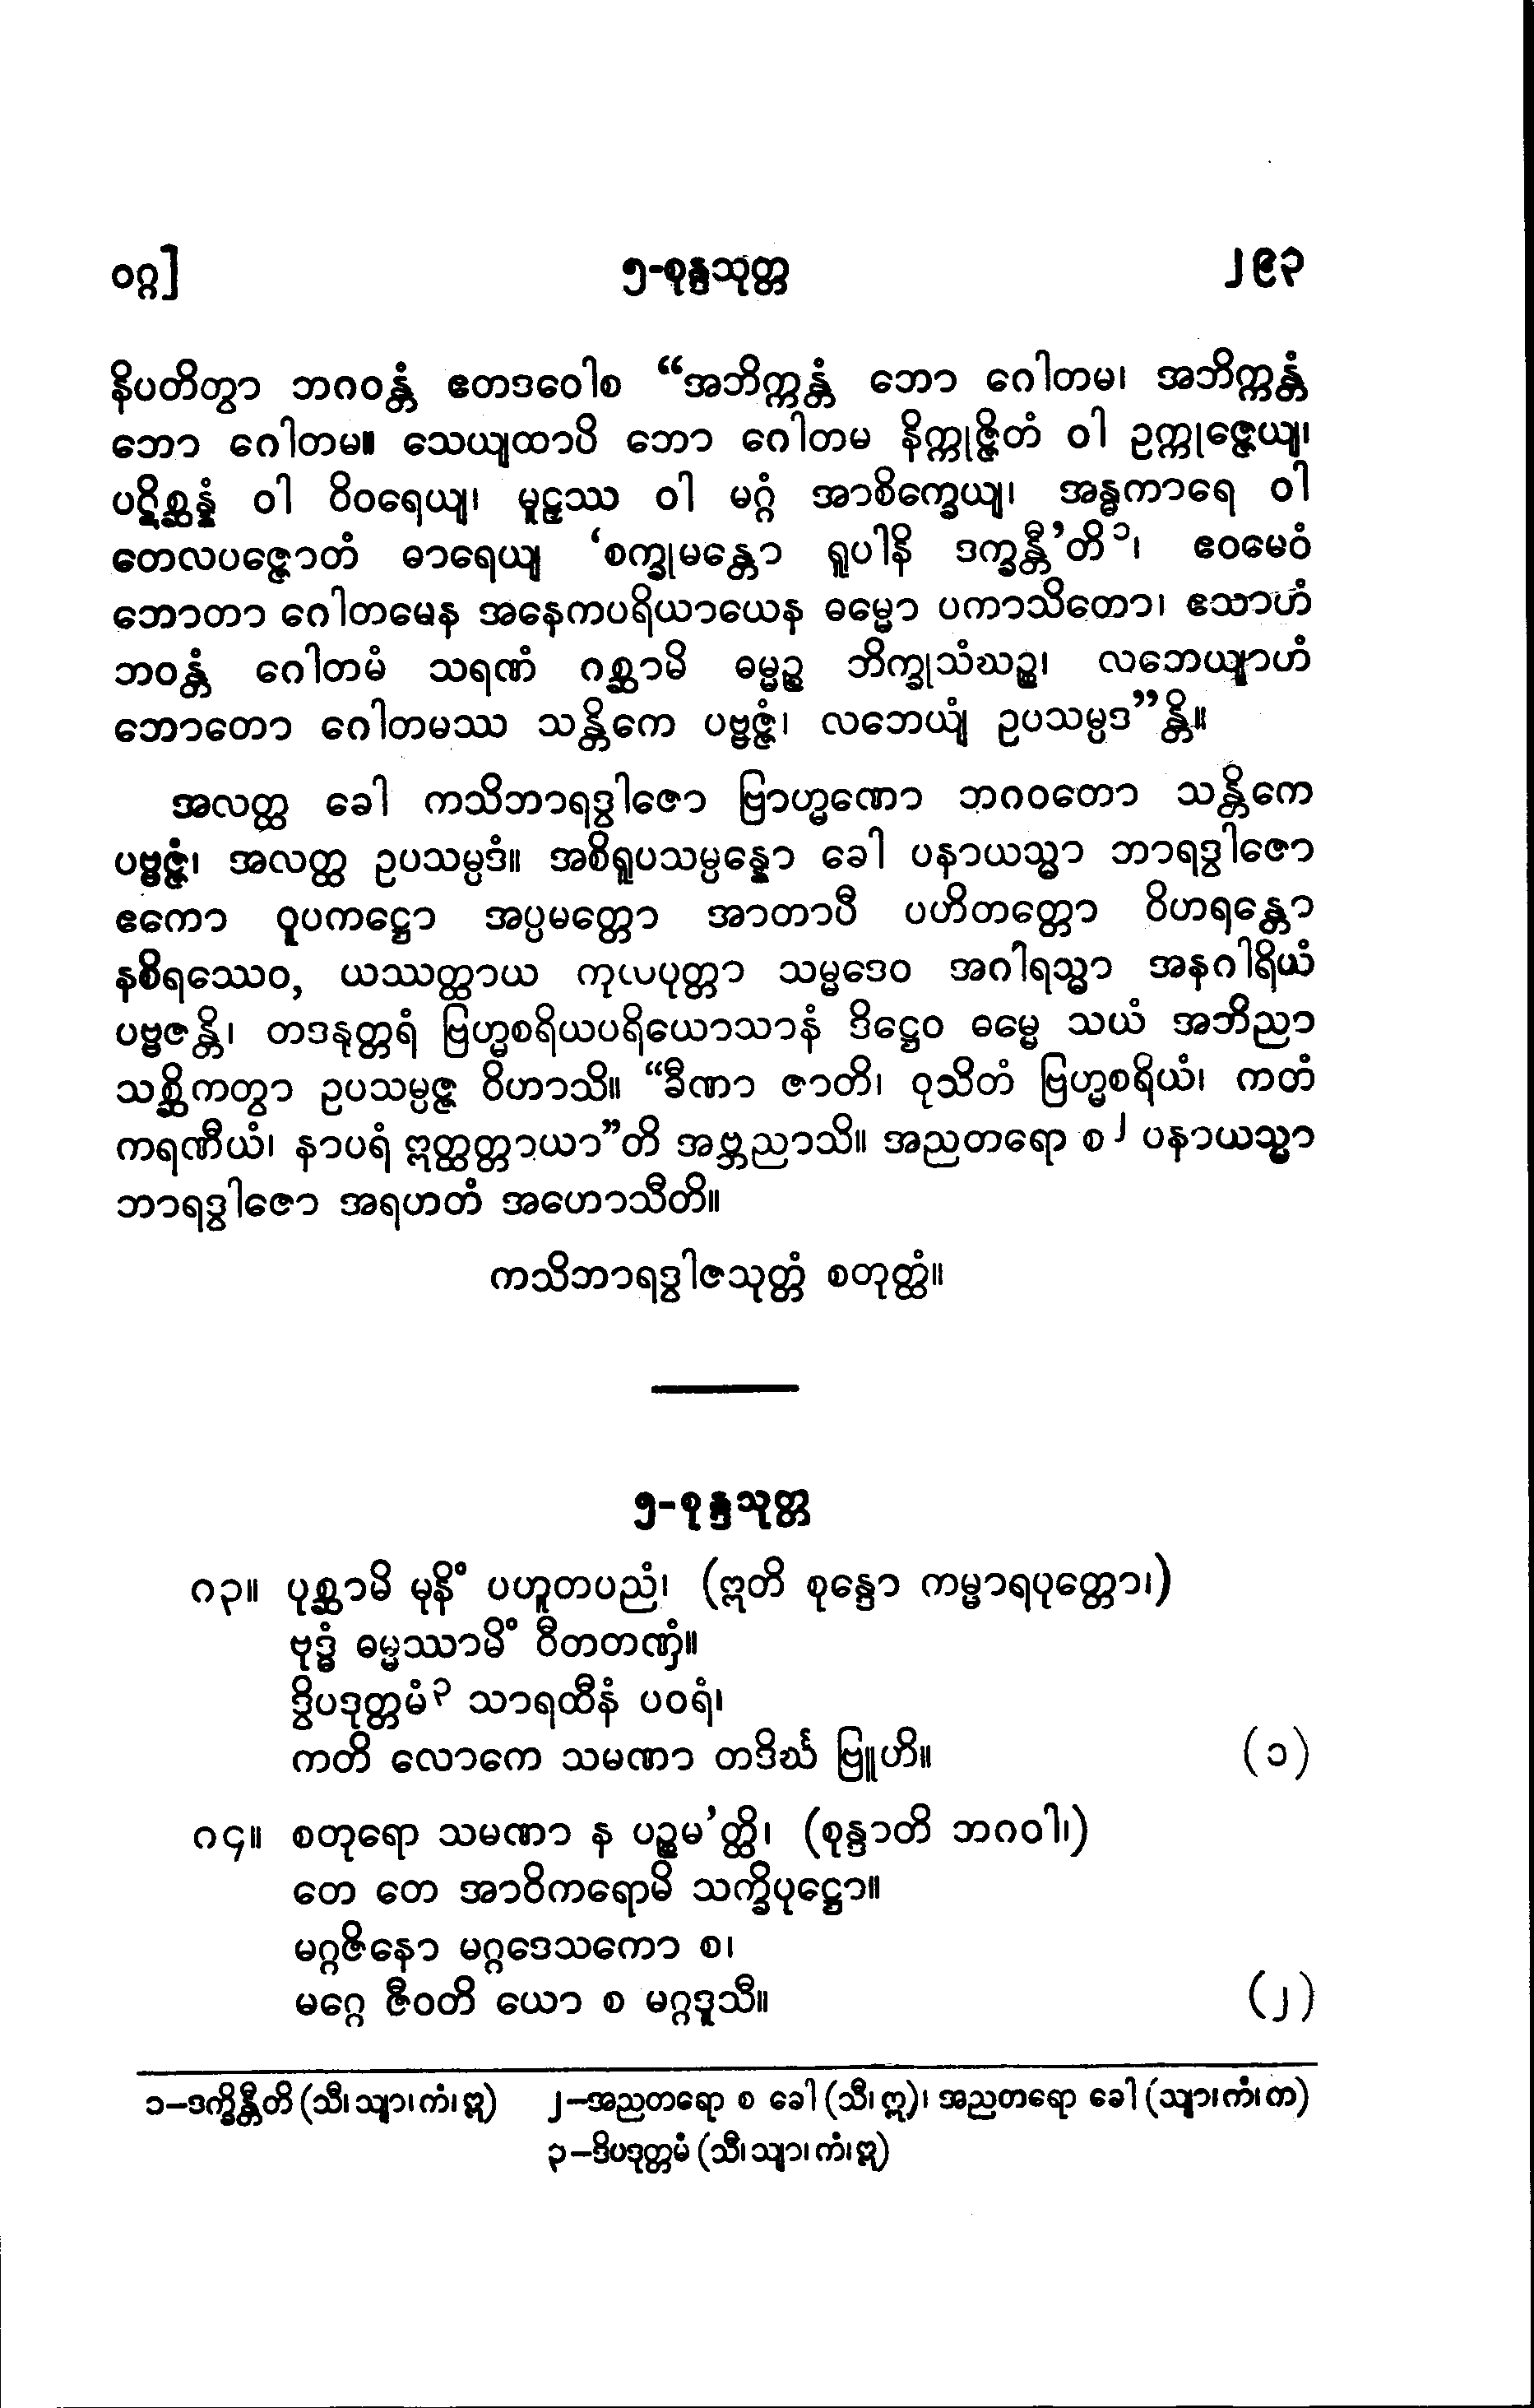 ဝဂ္ဂ] ၅-စုန္ဒသုတ္တ ၂၉၃
နိပတိတွာ ဘဂဝန္တံ ဧတဒဝေါစ “အဘိက္ကန္တံ ဘော ဂေါတမ၊ အဘိက္ကန္တံ
ဘော ဂေါတမ။ သေယျထာပိ ဘော ဂေါတမ နိက္ကုဇ္ဇိတံ ဝါ ဥက္ကုဇ္ဇေယျ၊
ပဋိစ္ဆန္နံ ဝါ ဝိဝရေယျ၊ မူဠှဿ ဝါ မဂ္ဂံ အာစိက္ခေယျ၊ အန္ဓကာရေ ဝါ
တေလပဇ္ဇောတံ ဓာရေယျ ‘စက္ခုမန္တော ရူပါနိ ဒက္ခန္တီ’တိ၁၊ ဧဝမေဝံ
ဘောတာ ဂေါတမေန အနေကပရိယာယေန ဓမ္မော ပကာသိတော၊ ဧသာဟံ
ဘဝန္တံ ဂေါတမံ သရဏံ ဂစ္ဆာမိ ဓမ္မဉ္စ ဘိက္ခုသံဃဉ္စ၊ လဘေယျာဟံ
ဘောတော ဂေါတမဿ သန္တိကေ ပဗ္ဗဇ္ဇံ၊ လဘေယျံ ဥပသမ္ပဒ”န္တိ။
အလတ္ထ ခေါ ကသိဘာရဒွါဇော ဗြာဟ္မဏော ဘဂဝတော သန္တိကေ
ပဗ္ဗဇ္ဇံ၊ အလတ္ထ ဥပသမ္ပဒံ။ အစိရူပသမ္ပန္နော ခေါ ပနာယသ္မာ ဘာရဒွါဇော
ဧကော ဝူပကဋ္ဌော အပ္ပမတ္တော အာတာပီ ပဟိတတ္တော ဝိဟရန္တော
နစိရဿေဝ, ယဿတ္ထာယ ကုလပုတ္တာ သမ္မဒေဝ အဂါရသ္မာ အနဂါရိယံ
ပဗ္ဗဇန္တိ၊ တဒနုတ္တရံ ဗြဟ္မစရိယပရိယောသာနံ ဒိဋ္ဌေဝ ဓမ္မေ သယံ အဘိညာ
သစ္ဆိကတွာ ဥပသမ္ပဇ္ဇ ဝိဟာသိ။ “ခီဏာ ဇာတိ၊ ဝုသိတံ ဗြဟ္မစရိယံ၊ ကတံ
ကရဏီယံ၊ နာပရံ ဣတ္ထတ္တာယာ”တိ အဗ္ဘညာသိ။ အညတရော စ၂ ပနာယသ္မာ
ဘာရဒွါဇော အရဟတံ အဟောသီတိ။
ကသိဘာရဒွါဇသုတ္တံ စတုတ္ထံ။
၅-စုန္ဒသုတ္တ
၈၃။ ပုစ္ဆာမိ မုနိံ ပဟူတပညံ၊ (ဣတိ စုန္ဒော ကမ္မာရပုတ္တော၊)
ဗုဒ္ဓံ ဓမ္မဿာမိံ ဝီတတဏှံ။
ဒွိပဒုတ္တမံ၃ သာရထီနံ ပဝရံ၊
ကတိ လောကေ သမဏာ တဒိင်္ဃ ဗြူဟိ။ (၁)
၈၄။ စတုရော သမဏာ န ပဉ္စမ’တ္ထိ၊ (စုန္ဒာတိ ဘဂဝါ၊)
တေ တေ အာဝိကရောမိ သက္ခိပုဋ္ဌော။
မဂ္ဂဇိနော မဂ္ဂဒေသကော စ၊
မဂ္ဂေ ဇီဝတိ ယော စ မဂ္ဂဒူသီ။ (၂)
၁–ဒက္ခိန္တီတိ (သီ၊ သျာ၊ ကံ၊ ဣ) ၂–အညတရော စ ခေါ (သီ၊ ဣ)၊ အညတရော ခေါ (သျာ၊ ကံ၊ က)
၃–ဒိပဒုတ္တမံ (သီ၊ သျာ၊ ကံ၊ ဣ)